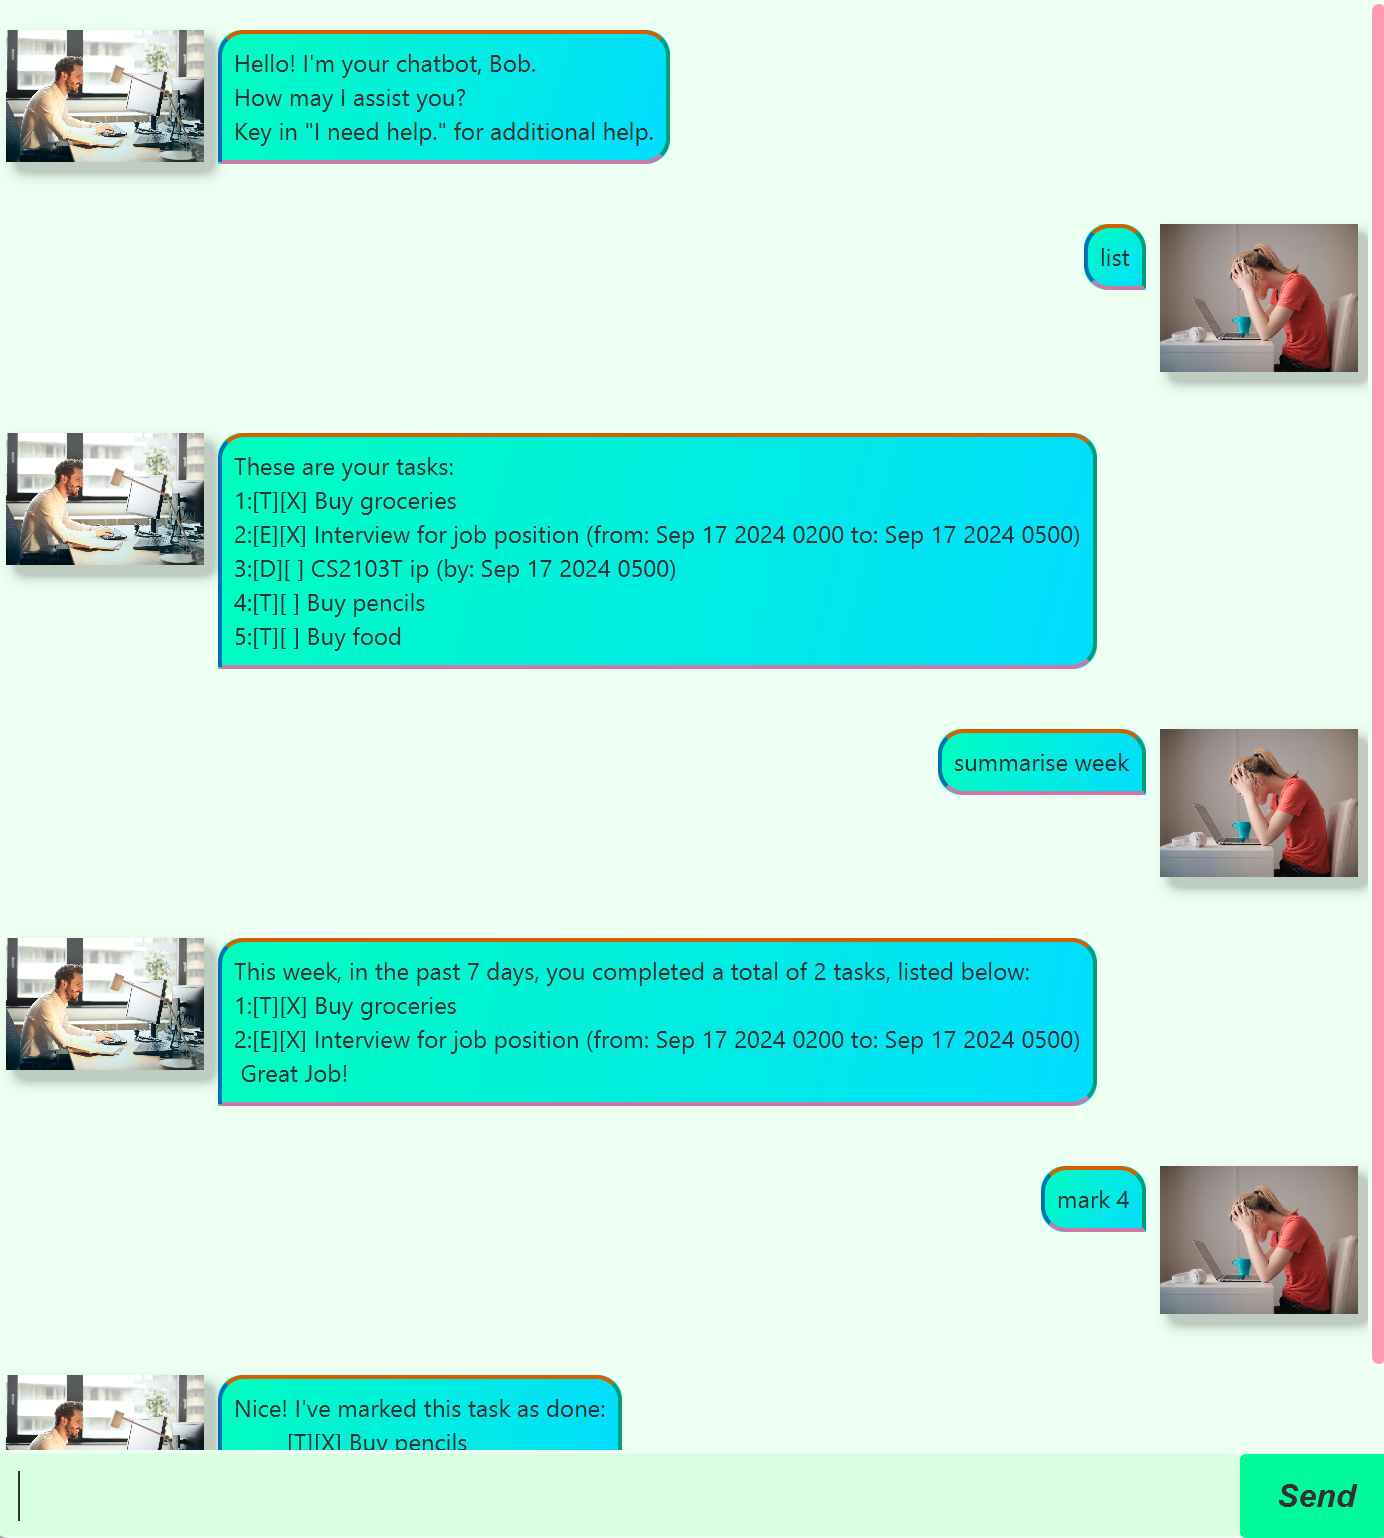 Hello! I'm your chatbot, Bob.
How may I assist you?
Key in "I need help." for additional help.
list
These are your tasks:
1:[T][X] Buy groceries
2:[E][X] Interview for job position (from: Sep 17 2024 0200 to: Sep 17 2024 0500)
3:[D][ ] CS2103T ip (by: Sep 17 2024 0500)
4:[T][ ] Buy pencils
5:[T][ ] Buy food
summarise week
This week, in the past 7 days, you completed a total of 2 tasks, listed below:
1:[T][X] Buy groceries
2:[E][X] Interview for job position (from: Sep 17 2024 0200 to: Sep 17 2024 0500)
Great Job!
mark 4
Nice! I've marked this task as done:
[T][X] Buy pencils
Send